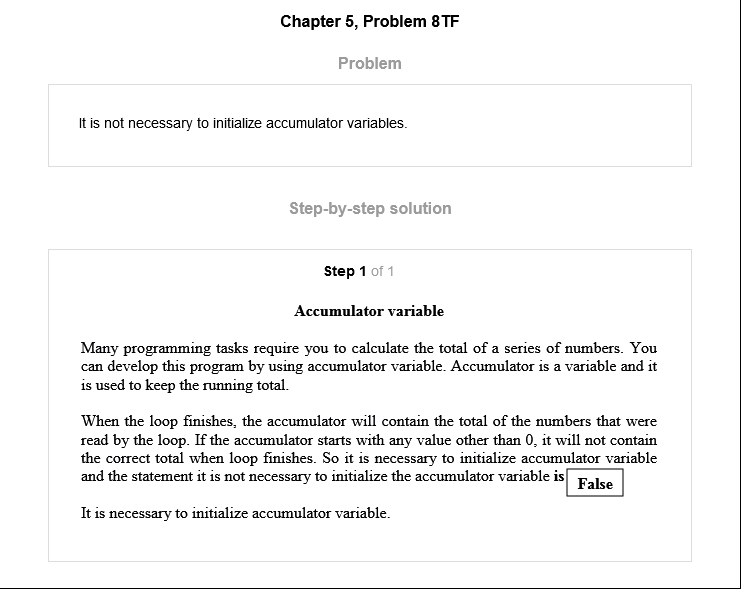 Chapter 5, Problem 8TF
Problem
It is not necessary to initialize accumulator variables.
Step-by-step solution
Step 1 of 1
Accumulator variable
Many programming tasks require you to calculate the total of a series of numbers. You
can develop this program by using accumulator variable. Accumulator is a variable and it
is used to keep the running total.
When the loop finishes, the accumulator will contain the total of the numbers that were
read by the loop. If the accumulator starts with any value other than 0, it will not contain
the correct total when loop finishes. So it is necessary to initialize accumulator variable
and the statement it is not necessary to initialize the accumulator variable is False
It is necessary to initialize accumulator variable.